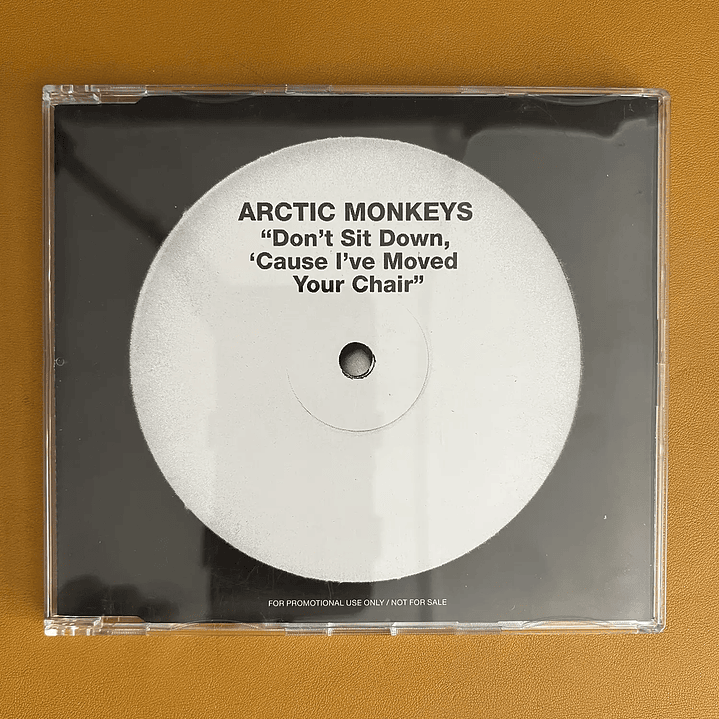 ARCTIC MONKEYS
“Don’t Sit Down,
‘Cause I’ve Moved
Your Chair”
FOR PROMOTIONAL USE ONLY / NOT FOR SALE